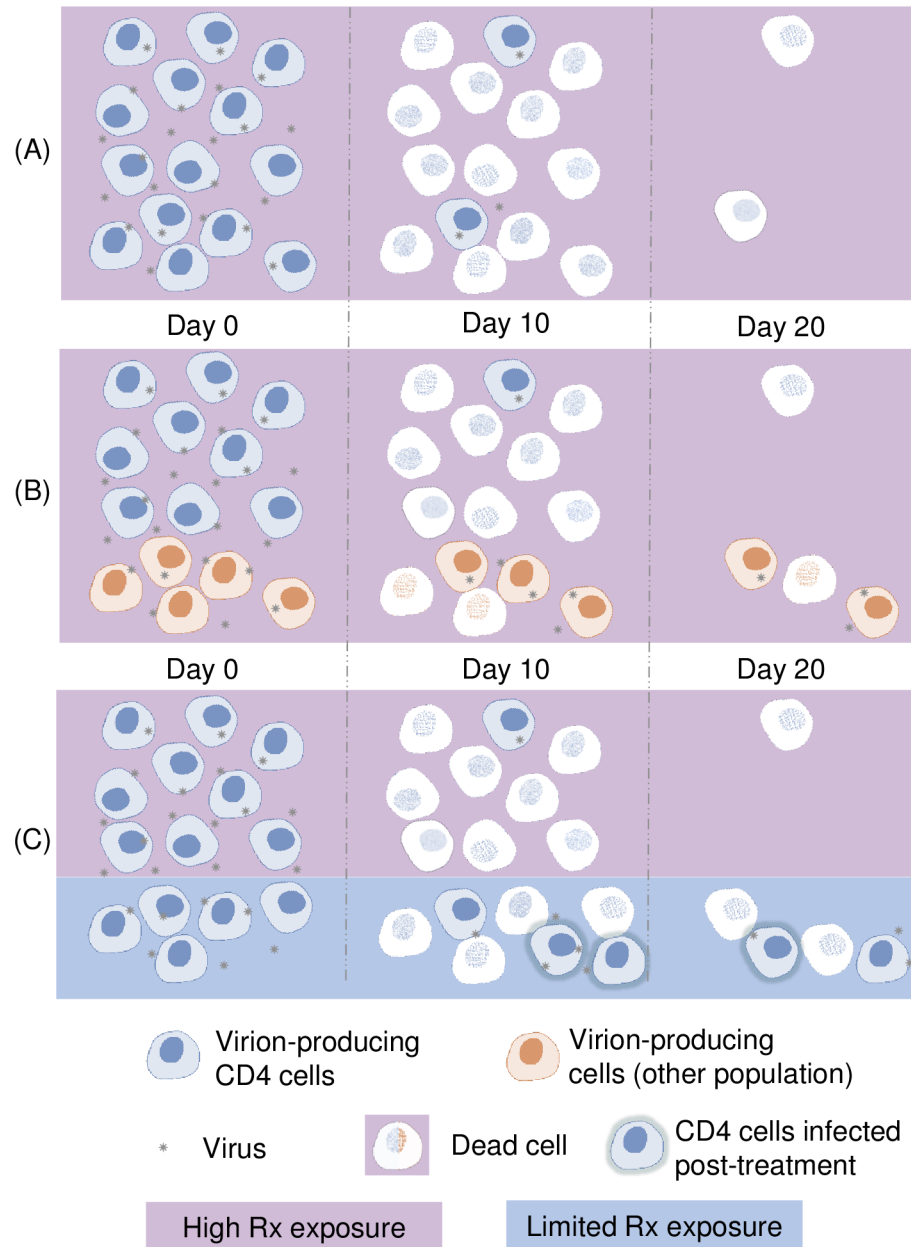 (A)
Day 0
Day 10
Day 20
(B)
Day 0
Day 10
Day 20
(C)
Virion-producing
CD4 cells
Virion-producing
cells (other population)
Virus
Dead cell
CD4 cells infected
post-treatment
High Rx exposure
Limited Rx exposure